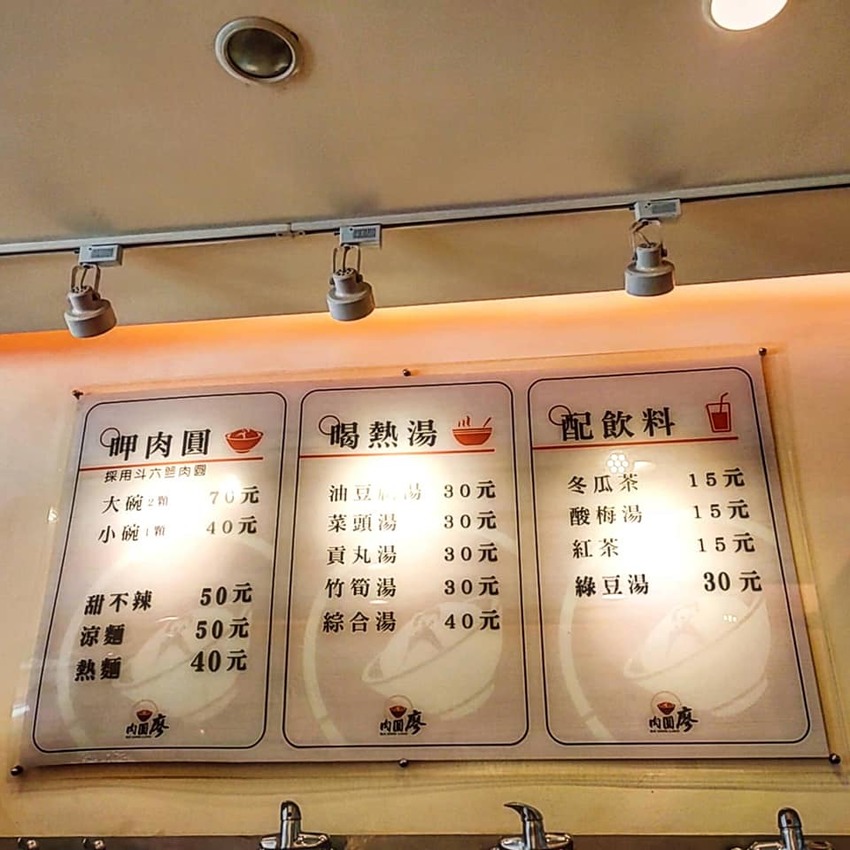 呷肉圓
採用斗六 肉圓
大碗2顆 70元
小碗1顆 40元
甜不辣 50元
涼麵 50元
熱麵 40元
肉圓廖
喝熱湯
油豆腐湯 30元
菜頭湯 30元
貢丸湯 30元
竹筍湯 30元
綜合湯 40元
肉圓廖
配飲料
冬瓜茶 15元
酸梅湯 15元
紅茶 15元
綠豆湯 30元
肉圓廖